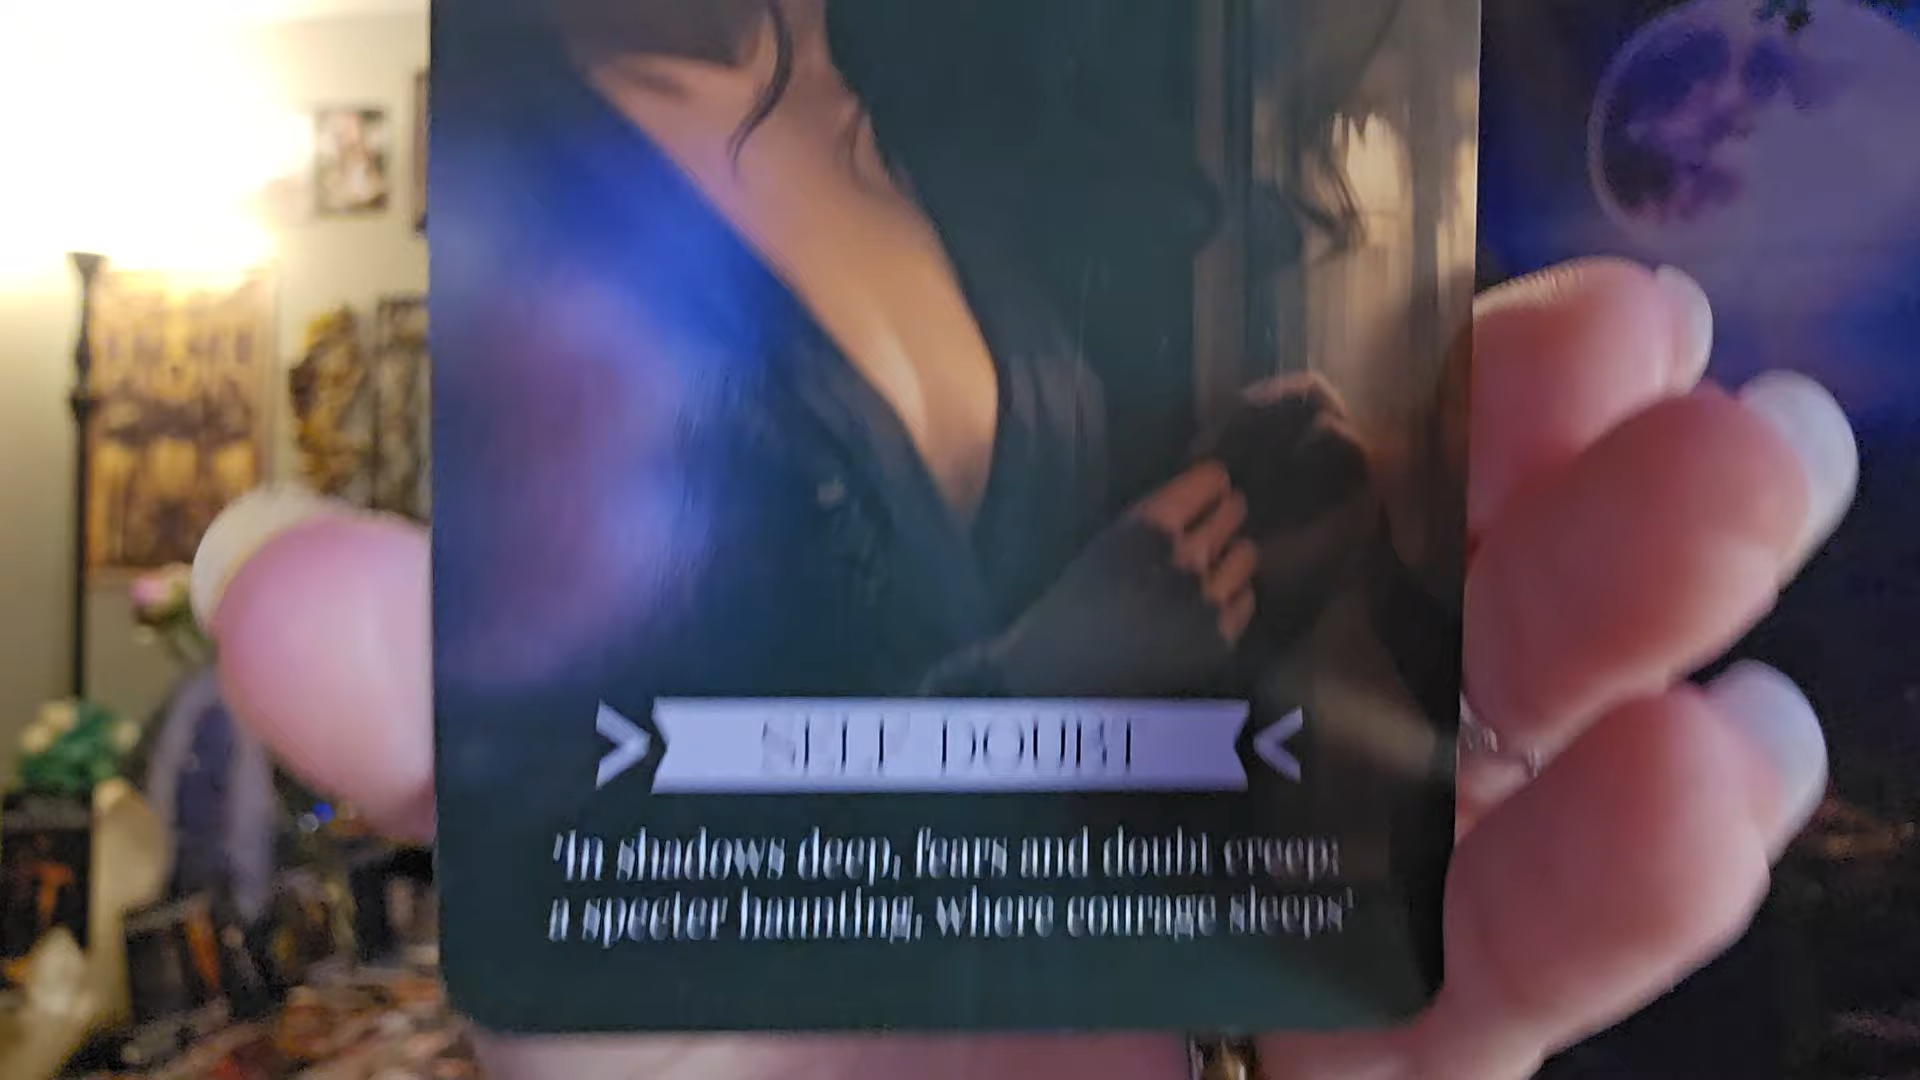 SELF DOUBT
'In shadows deep, fears and doubt creep;
a specter haunting, where courage sleeps'